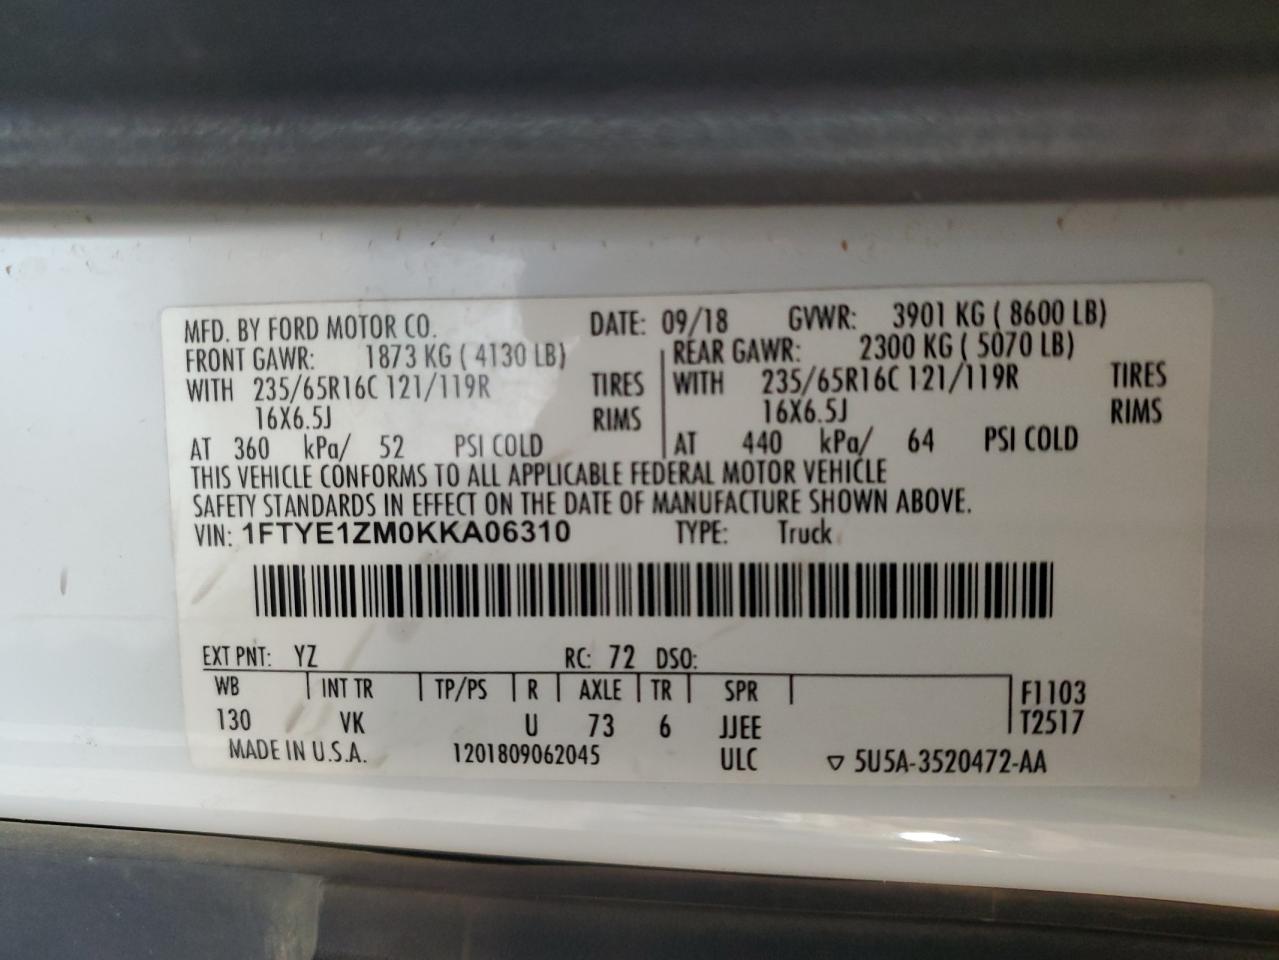 MFD. BY FORD MOTOR CO. DATE: 09/18 GVWR: 3901 KG ( 8600 LB)
FRONT GAWR: 1873 KG ( 4130 LB) REAR GAWR: 2300 KG ( 5070 LB)
WITH 235/65R16C 121/119R TIRES WITH 235/65R16C 121/119R TIRES
16X6.5J RIMS 16X6.5J RIMS
AT 360 kPa/ 52 PSI COLD AT 440 kPa/ 64 PSI COLD
THIS VEHICLE CONFORMS TO ALL APPLICABLE FEDERAL MOTOR VEHICLE
SAFETY STANDARDS IN EFFECT ON THE DATE OF MANUFACTURE SHOWN ABOVE.
VIN: 1FTYE1ZM0KKA06310 TYPE: Truck
EXT PNT: YZ RC: 72 DSO:
WB INT TR TP/PS R AXLE TR SPR F1103
130 VK U 73 6 JJEE T2517
MADE IN U.S.A. 1201809062045 ULC ▽ 5U5A-3520472-AA